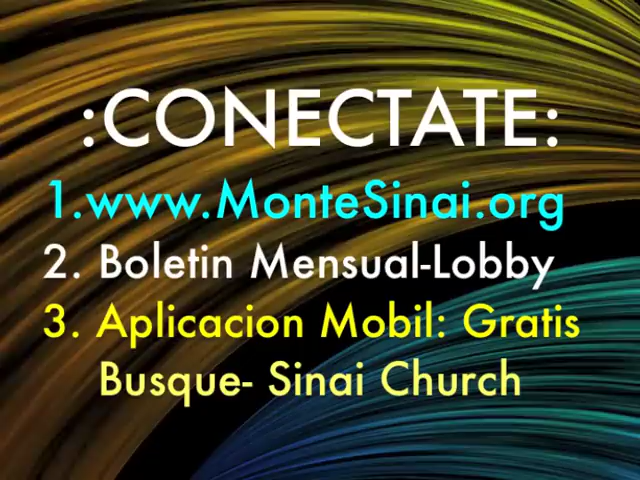 :CONECTATE:
1.www.MonteSinai.org
2. Boletin Mensual-Lobby
3. Aplicacion Mobil: Gratis
Busque- Sinai Church